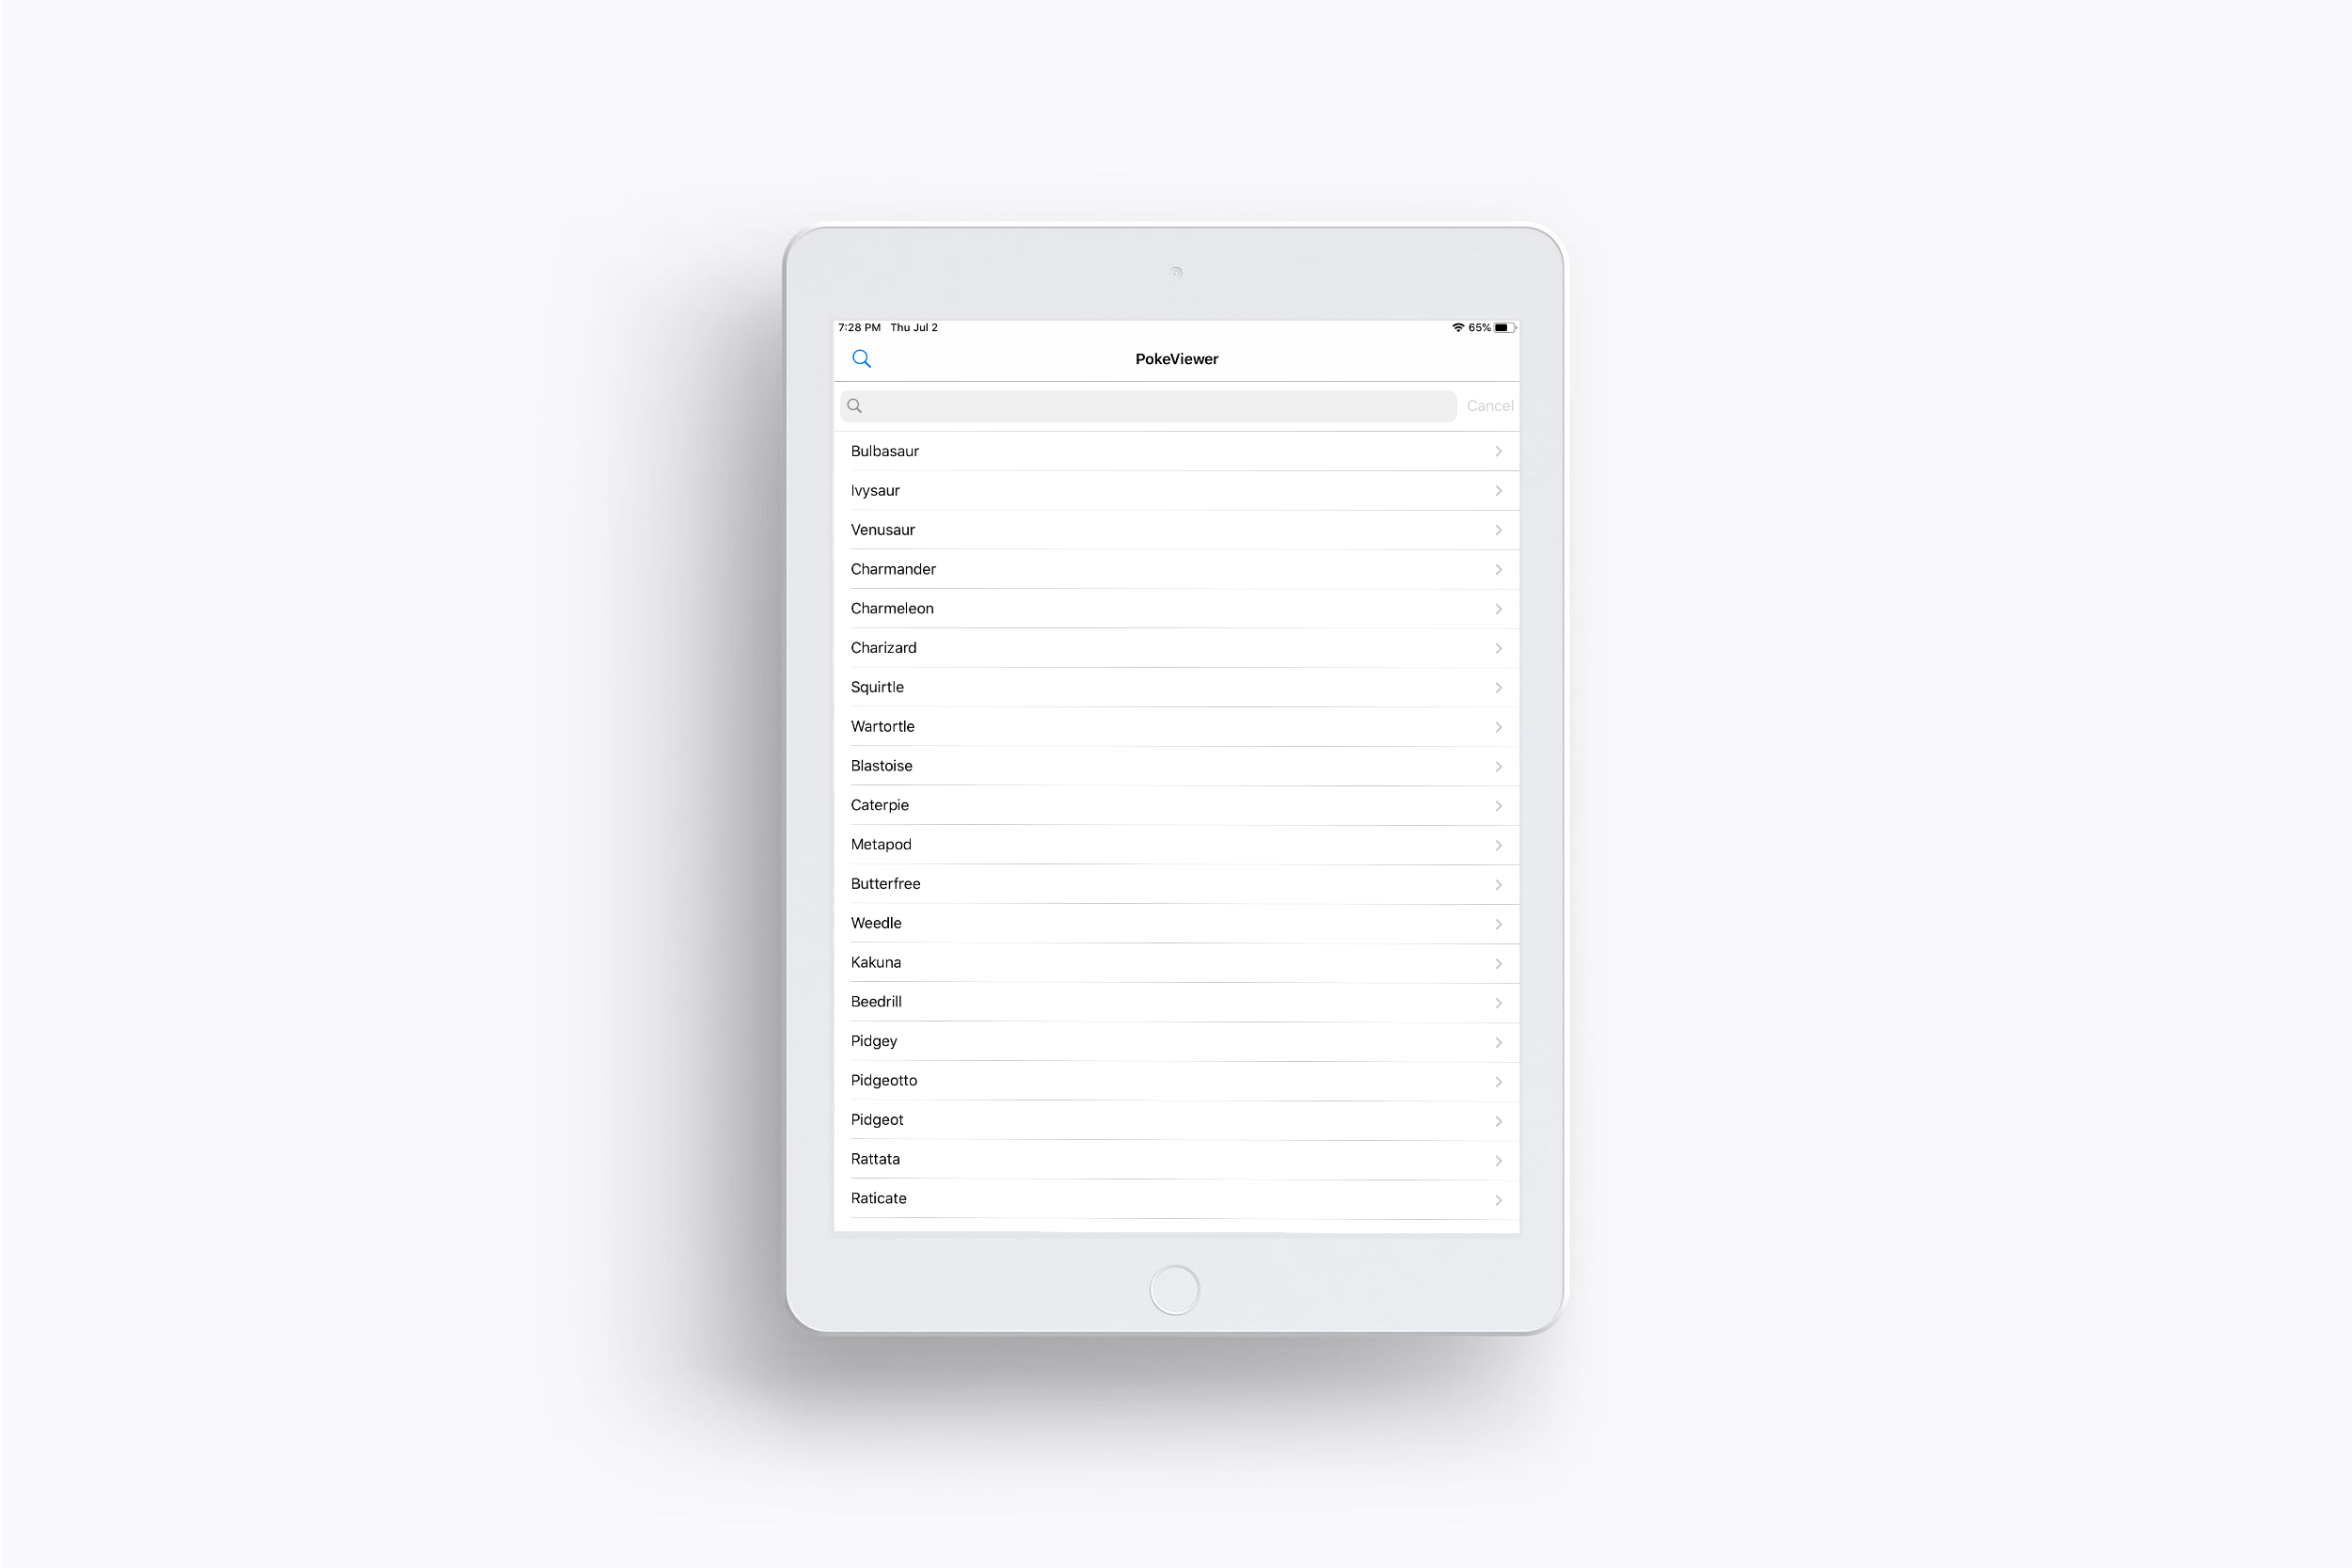 7:28 PM Thu Jul 2 65%
PokeViewer
Cancel
Bulbasaur
Ivysaur
Venusaur
Charmander
Charmeleon
Charizard
Squirtle
Wartortle
Blastoise
Caterpie
Metapod
Butterfree
Weedle
Kakuna
Beedrill
Pidgey
Pidgeotto
Pidgeot
Rattata
Raticate